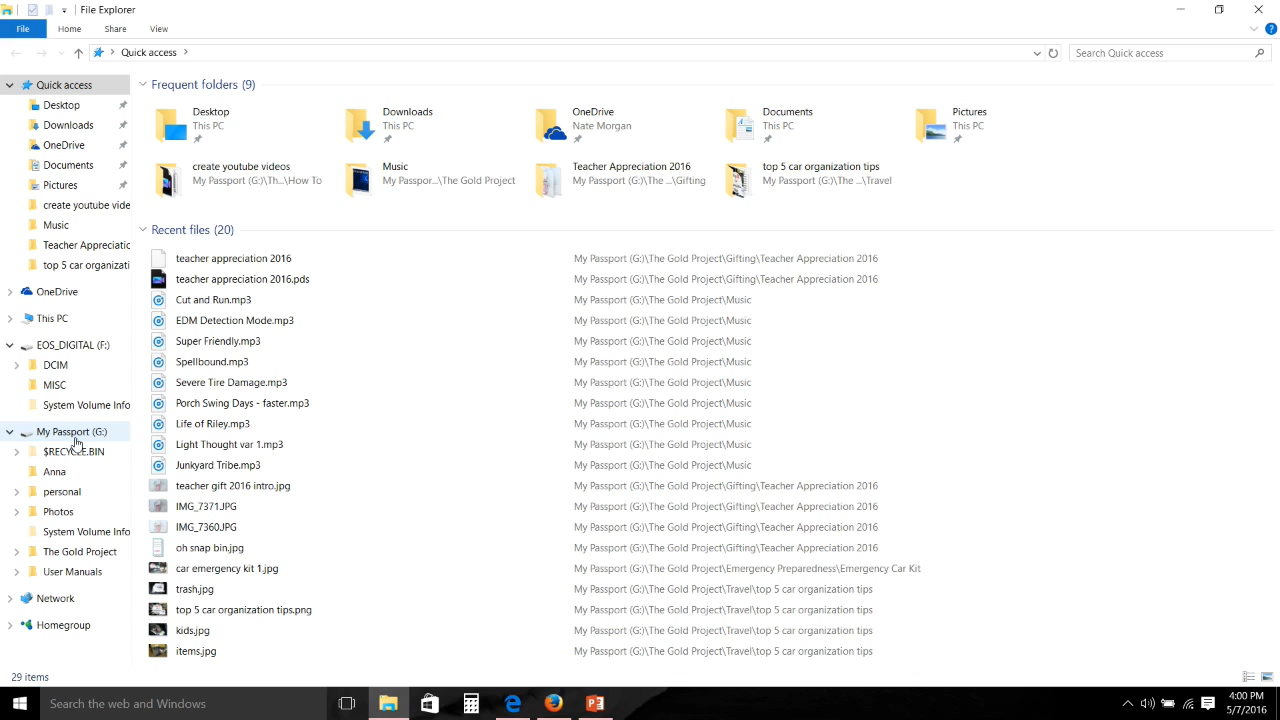 File Explorer
File
Home
Share
View
Quick access
Search Quick access
Quick access
Desktop
Downloads
OneDrive
Documents
Pictures
create youtube vide
Music
Teacher Appreciatic
top 5 car organizati
OneDrive
This PC
EOS_DIGITAL (F:)
DCIM
MISC
System Volume Info
My Passport (G:)
$RECYCLE.BIN
Anna
personal
Photos
System Volume Info
The Gold Project
User Manuals
Network
Homegroup
Frequent folders (9)
Desktop
This PC
Downloads
This PC
OneDrive
Nate Morgan
Documents
This PC
Pictures
This PC
create youtube videos
My Passport (G:)\Th...\How To
Music
My Passpor...\The Gold Project
Teacher Appreciation 2016
My Passport (G:)\The ...\Gifting
top 5 car organization tips
My Passport (G:)\The ...\Travel
Recent files (20)
teacher appreciation 2016 My Passport (G:)\The Gold Project\Gifting\Teacher Appreciation 2016
teacher appreciation 2016.pds My Passport (G:)\The Gold Project\Gifting\Teacher Appreciation 2016
Cut and Run.mp3 My Passport (G:)\The Gold Project\Music
EDM Detection Mode.mp3 My Passport (G:)\The Gold Project\Music
Super Friendly.mp3 My Passport (G:)\The Gold Project\Music
Spellbound.mp3 My Passport (G:)\The Gold Project\Music
Severe Tire Damage.mp3 My Passport (G:)\The Gold Project\Music
Porch Swing Days - faster.mp3 My Passport (G:)\The Gold Project\Music
Life of Riley.mp3 My Passport (G:)\The Gold Project\Music
Light Thought var 1.mp3 My Passport (G:)\The Gold Project\Music
Junkyard Tribe.mp3 My Passport (G:)\The Gold Project\Music
teacher gift 2016 intro.jpg My Passport (G:)\The Gold Project\Gifting\Teacher Appreciation 2016
IMG_7371.JPG My Passport (G:)\The Gold Project\Gifting\Teacher Appreciation 2016
IMG_7360.JPG My Passport (G:)\The Gold Project\Gifting\Teacher Appreciation 2016
oh snap bin.jpg My Passport (G:)\The Gold Project\Gifting\Teacher Appreciation 2016
car emergency kit 1.jpg My Passport (G:)\The Gold Project\Emergency Preparedness\Emergency Car Kit
trash.jpg My Passport (G:)\The Gold Project\Travel\top 5 car organization tips
top 5 car organization tips.png My Passport (G:)\The Gold Project\Travel\top 5 car organization tips
kids.jpg My Passport (G:)\The Gold Project\Travel\top 5 car organization tips
items.jpg My Passport (G:)\The Gold Project\Travel\top 5 car organization tips
29 items
Search the web and Windows
4:00 PM
5/7/2016